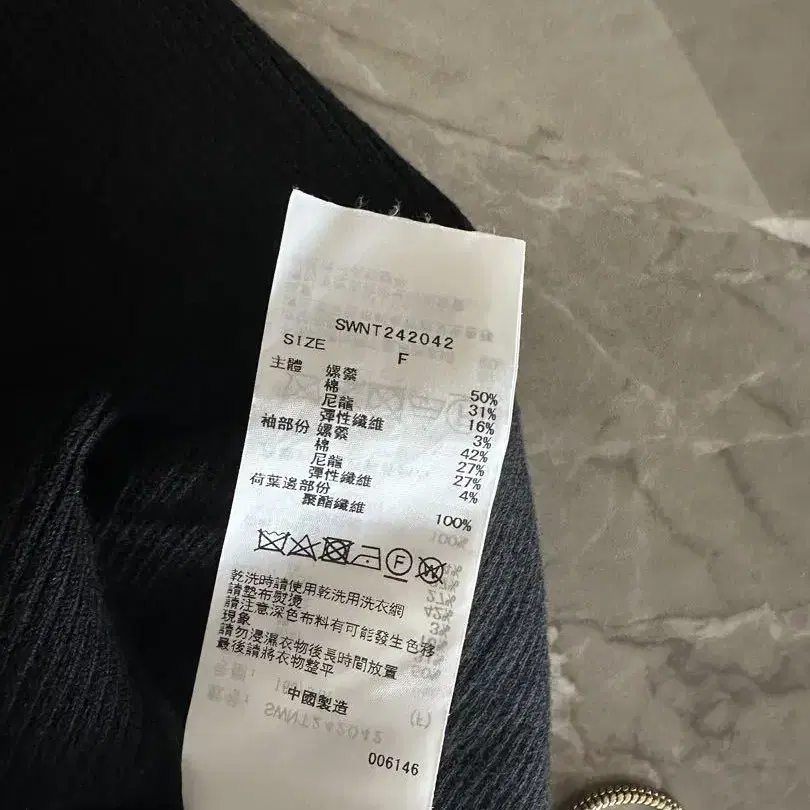 SWNT242042
SIZE F
主體 嫘縈 50%
棉 31%
尼龍 16%
彈性纖維 3%
袖部份 嫘縈 42%
棉 27%
尼龍 27%
彈性纖維 4%
荷葉邊部份
聚酯纖維 100%
F W
乾洗時請使用乾洗用洗衣網
請墊布熨燙
請注意深色布料有可能發生色移
現象
請勿浸濕衣物後長時間放置
最後請將衣物整平
中國製造
006146